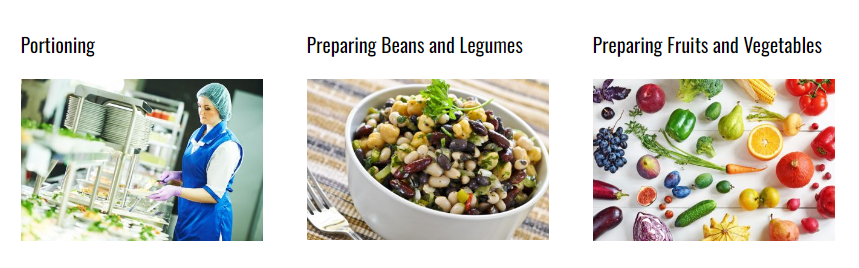 Portioning
Preparing Beans and Legumes
Preparing Fruits and Vegetables